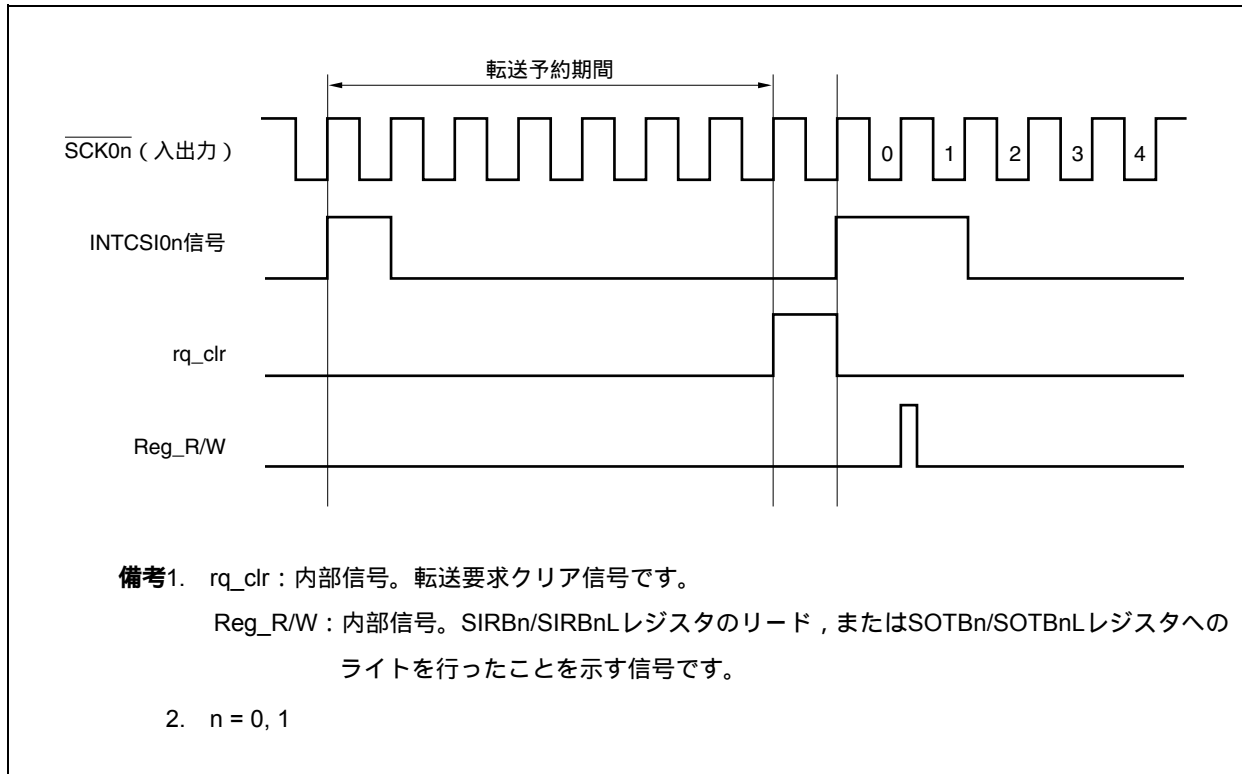 転送予約期間
SCK0n（入出力）
0 1 2 3 4
INTCSI0n信号
rq_clr
Reg_R/W
備考1. rq_clr：内部信号。転送要求クリア信号です。
Reg_R/W：内部信号。SIRBn/SIRBnLレジスタのリード，またはSOTBn/SOTBnLレジスタへの
ライトを行ったことを示す信号です。
2. n = 0, 1